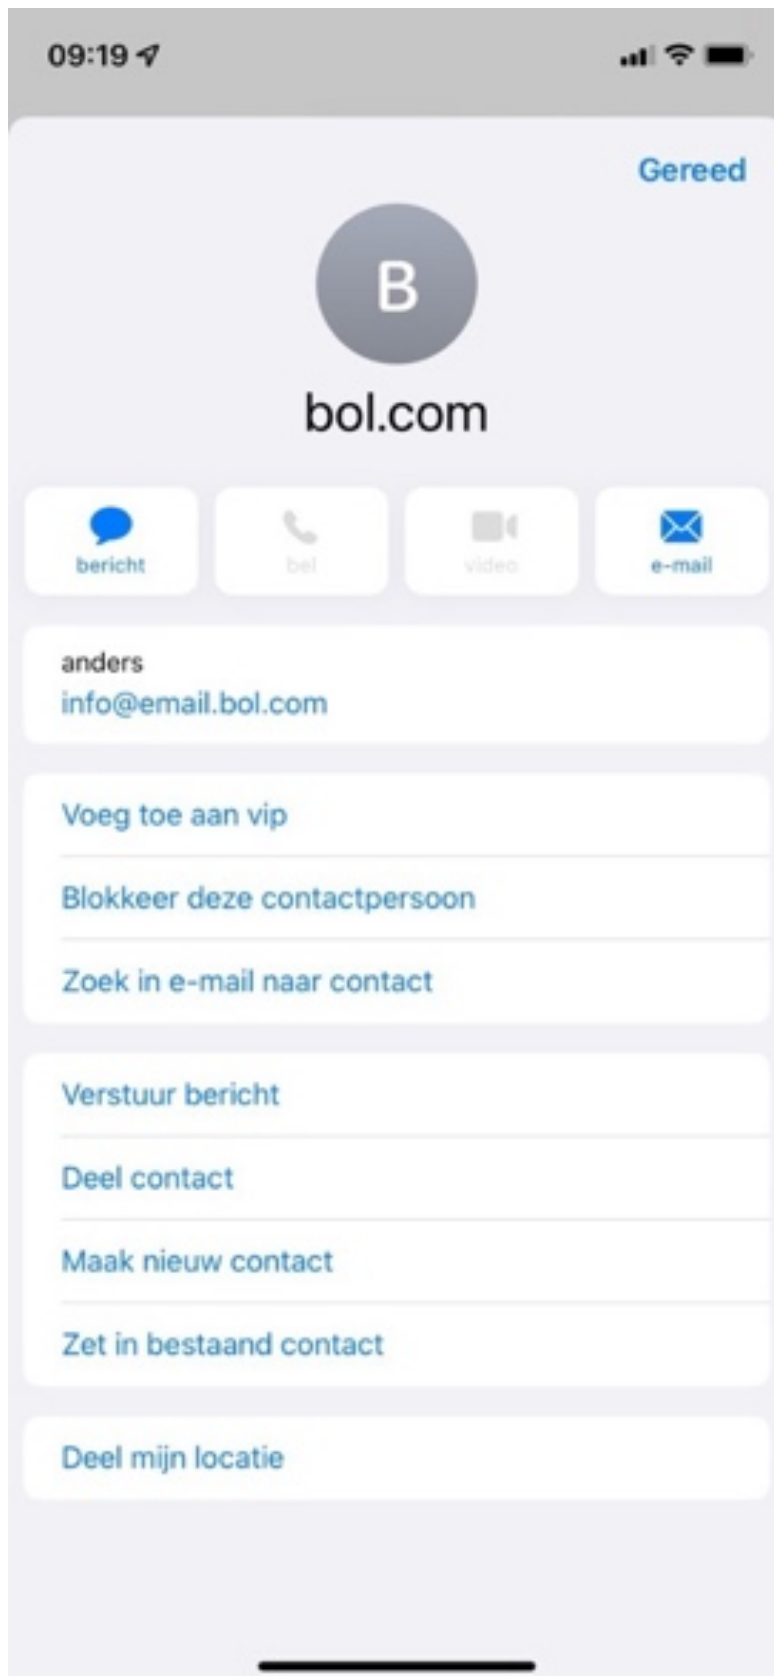 09:19
Gereed
B
bol.com
bericht
bel
video
e-mail
anders
info@email.bol.com
Voeg toe aan vip
Blokkeer deze contactpersoon
Zoek in e-mail naar contact
Verstuur bericht
Deel contact
Maak nieuw contact
Zet in bestaand contact
Deel mijn locatie